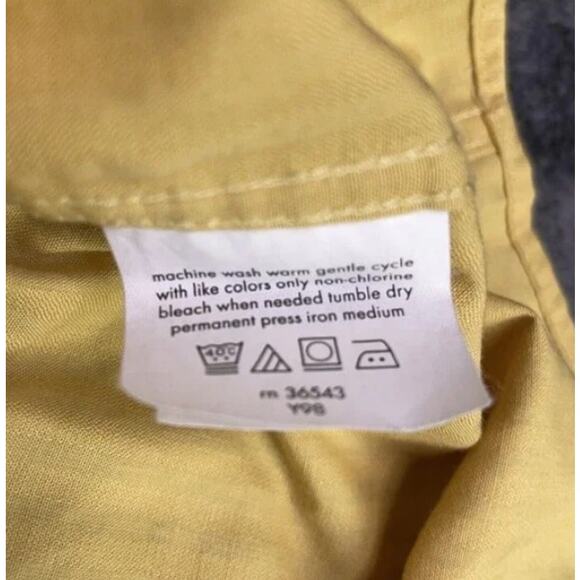 machine wash warm gentle cycle
with like colors only non-chlorine
bleach when needed tumble dry
permanent press iron medium
40C
rn 36543
Y98